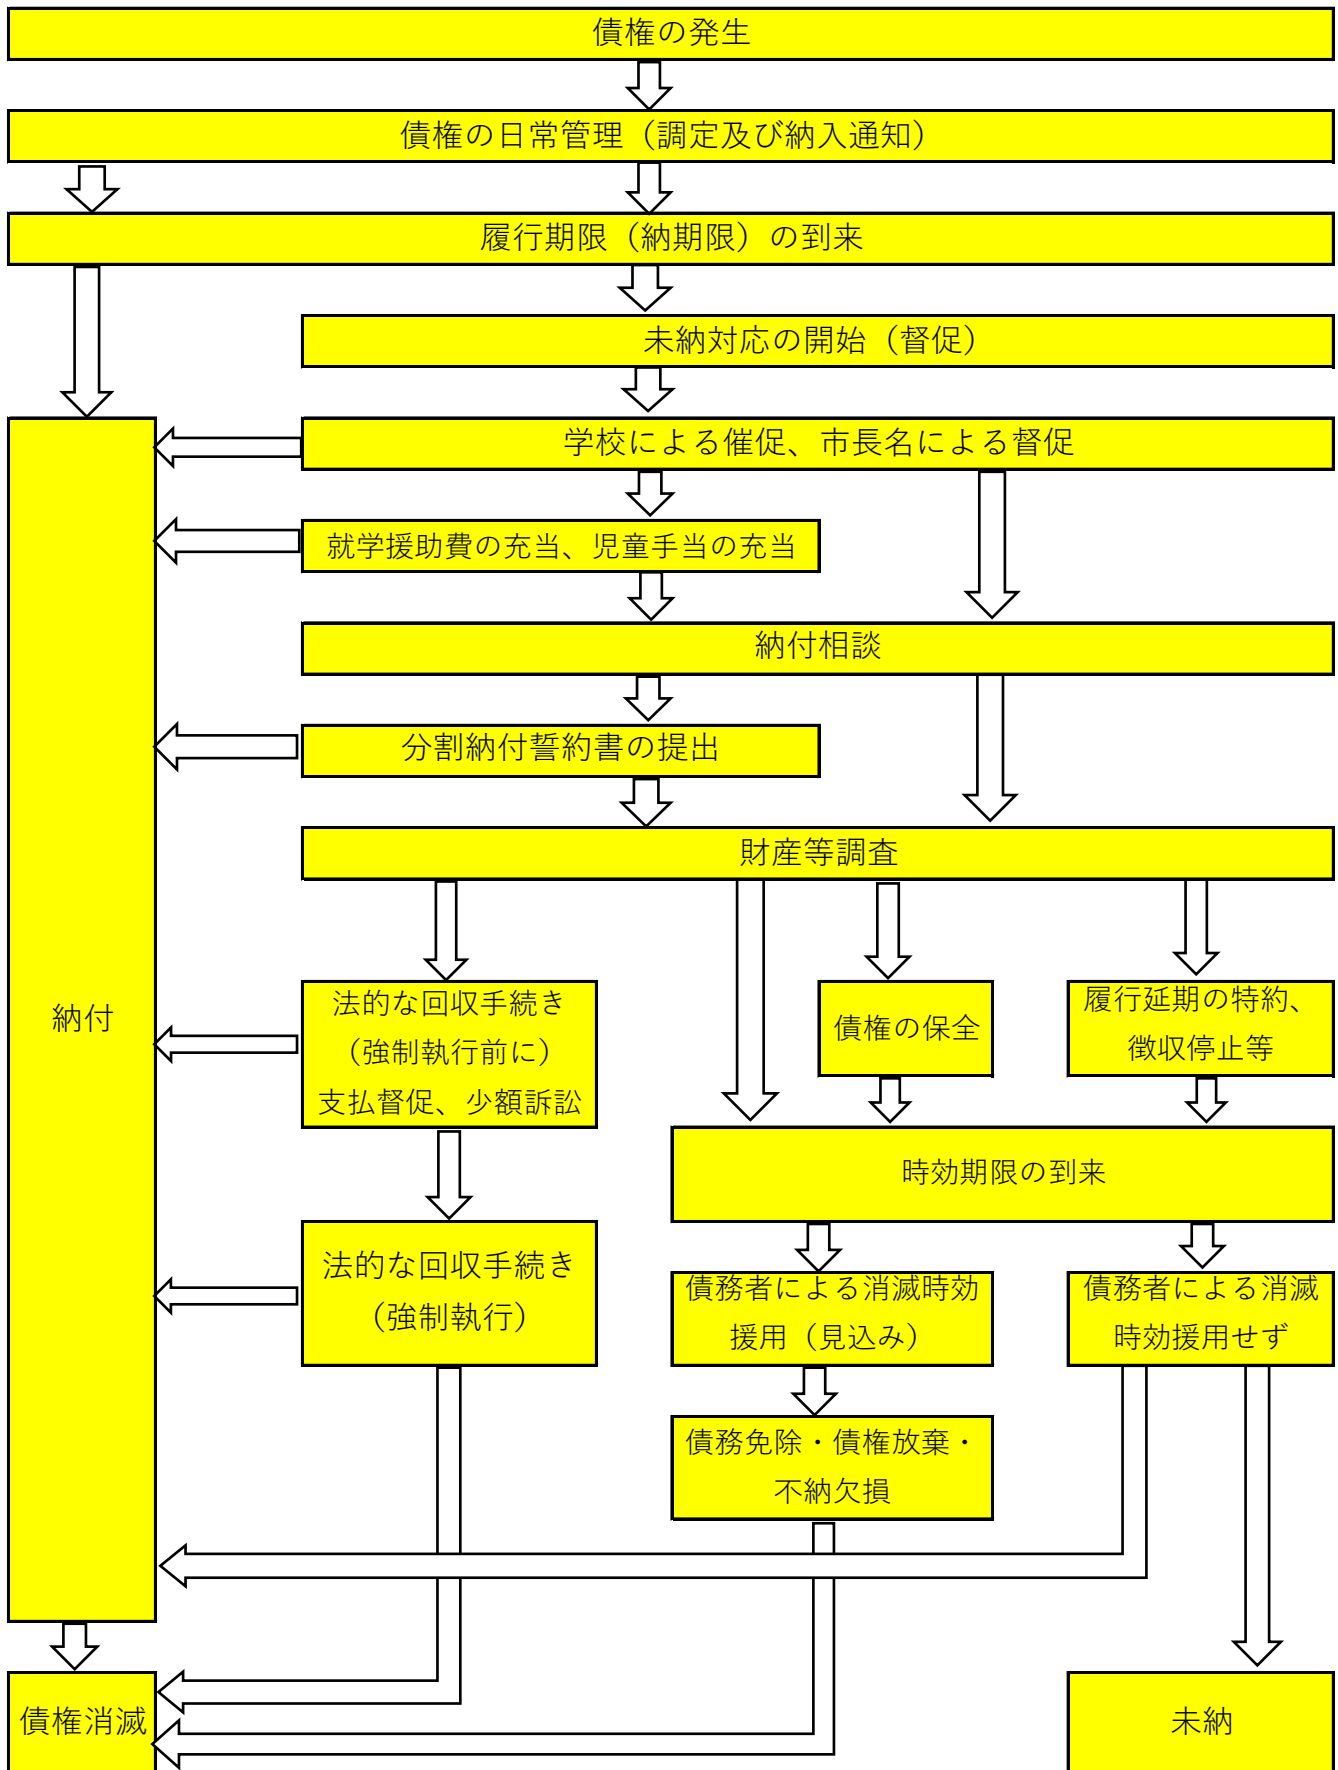 債権の発生
債権の日常管理（調定及び納入通知）
履行期限（納期限）の到来
未納対応の開始（督促）
学校による催促、市長名による督促
就学援助費の充当、児童手当の充当
納付相談
分割納付誓約書の提出
財産等調査
納付
法的な回収手続き
（強制執行前に）
支払督促、少額訴訟
債権の保全
履行延期の特約、
徴収停止等
時効期限の到来
法的な回収手続き
（強制執行）
債務者による消滅時効
援用（見込み）
債務者による消滅
時効援用せず
債務免除・債権放棄・
不納欠損
債権消滅
未納